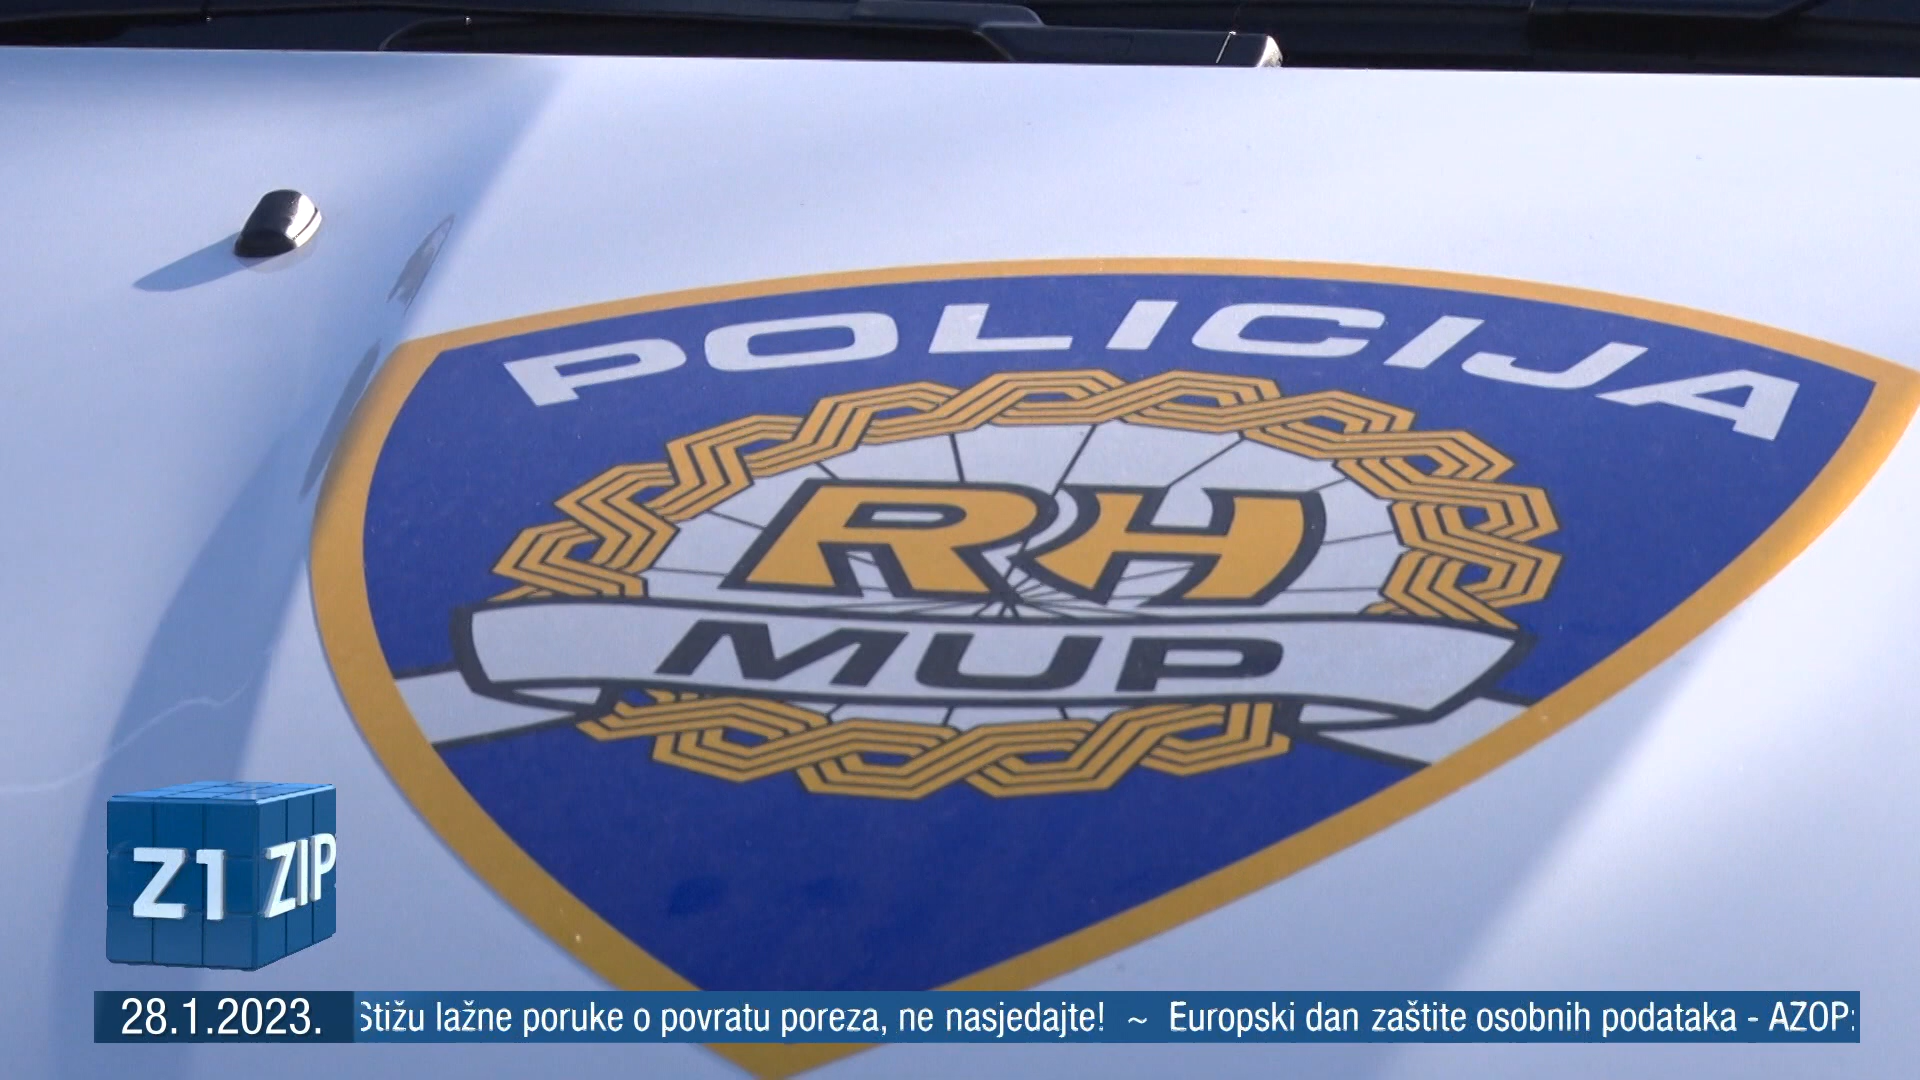 POLICIJA
RH
MUP
Z1 ZIP
28.1.2023. Stižu lažne poruke o povratu poreza, ne nasjedajte! ~ Europski dan zaštite osobnih podataka - AZOP: